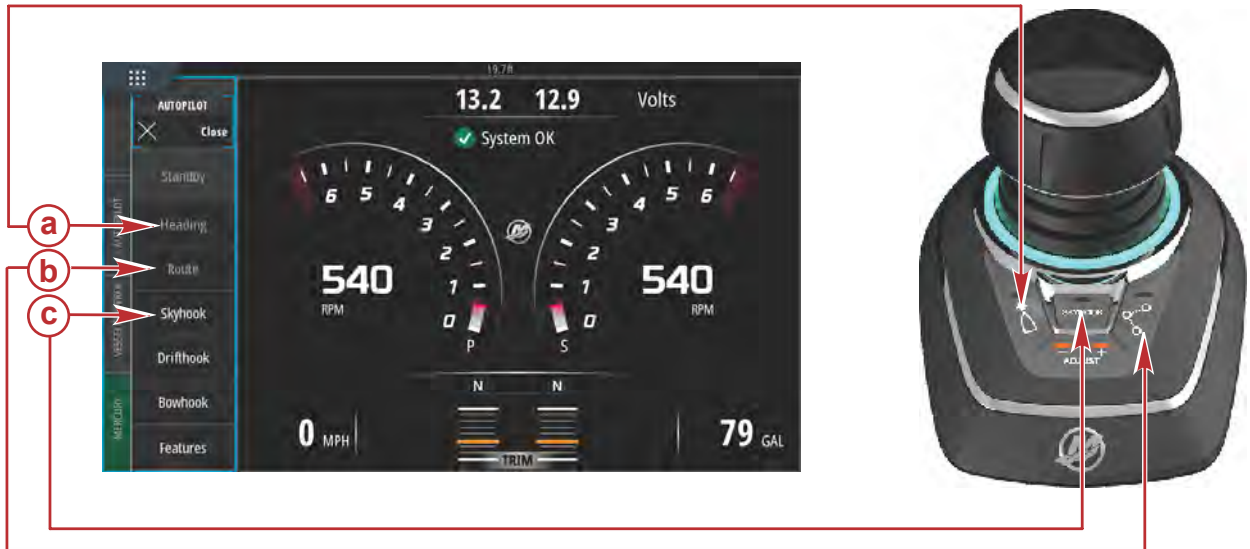 19.7ft
AUTOPILOT
Close
Standby
Heading
Route
Skyhook
Drifthook
Bowhook
Features
MERCURY
13.2 12.9 Volts
System OK
6 5 4 3 2 1 0
6 5 4 3 2 1 0
540
RPM
540
RPM
P S
N N
0 MPH
79 GAL
TRIM
a
b
c
SKYHOOK
− +
ADJUST